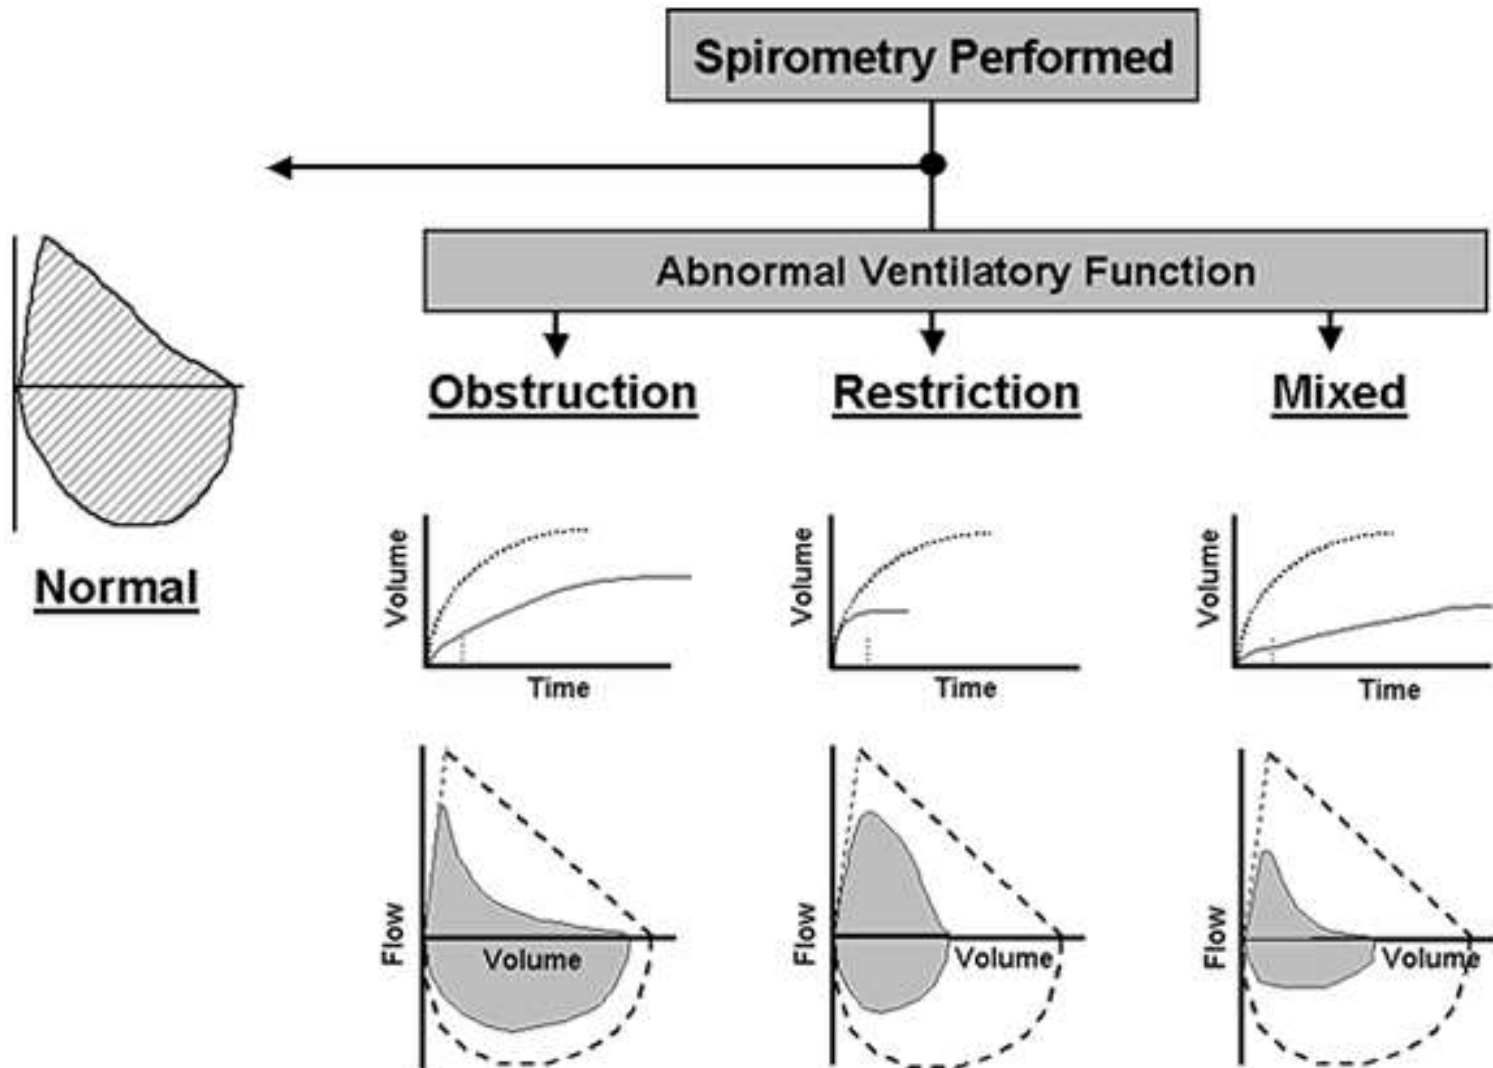 Spirometry Performed
Abnormal Ventilatory Function
Obstruction
Restriction
Mixed
Normal
Volume
Time
Volume
Time
Volume
Time
Flow
Volume
Flow
Volume
Flow
Volume